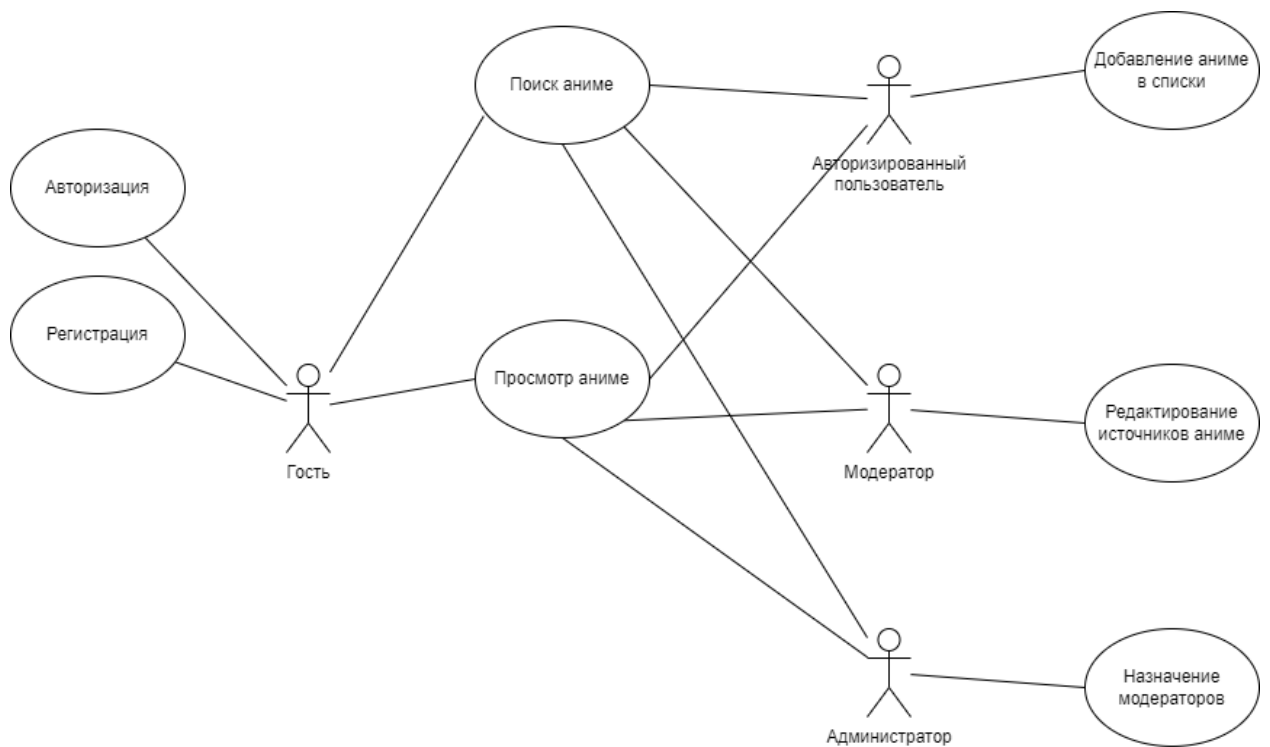 Поиск аниме
Добавление аниме
в списки
Авторизированный
пользователь
Авторизация
Регистрация
Просмотр аниме
Гость
Модератор
Редактирование
источников аниме
Администратор
Назначение
модераторов